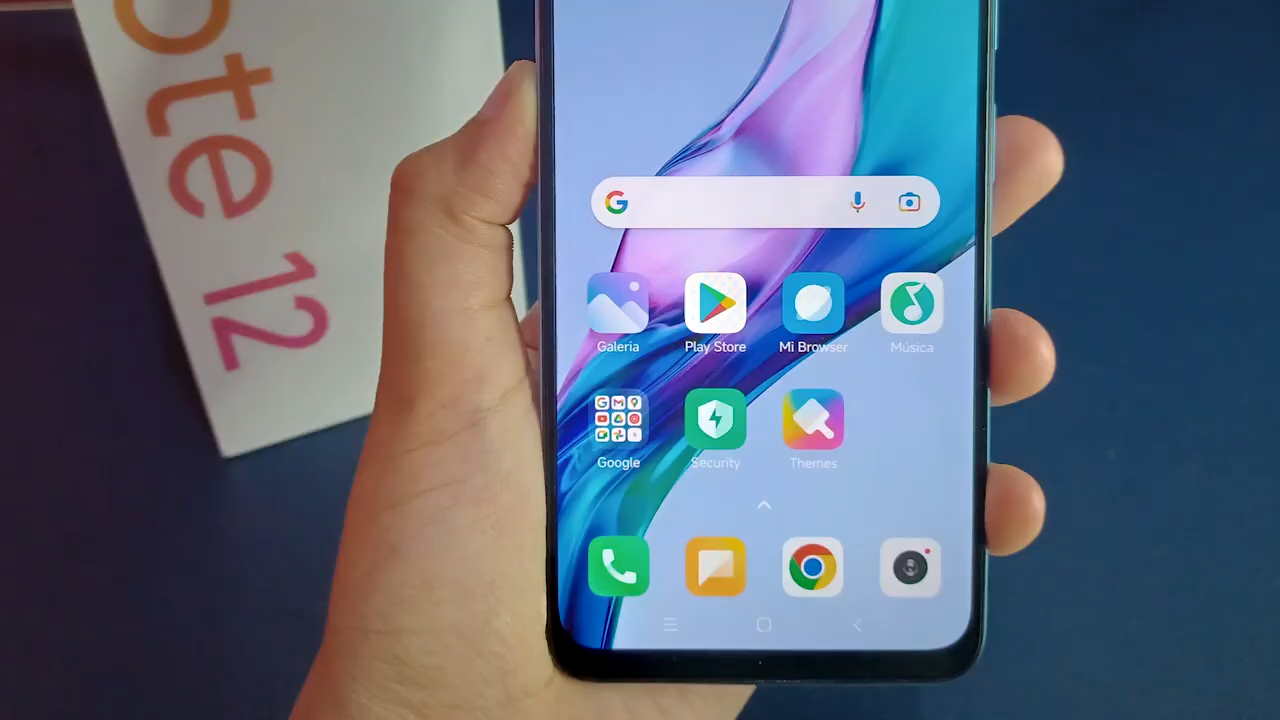 ote 12
Galeria
Play Store
Mi Browser
Música
Google
Security
Themes